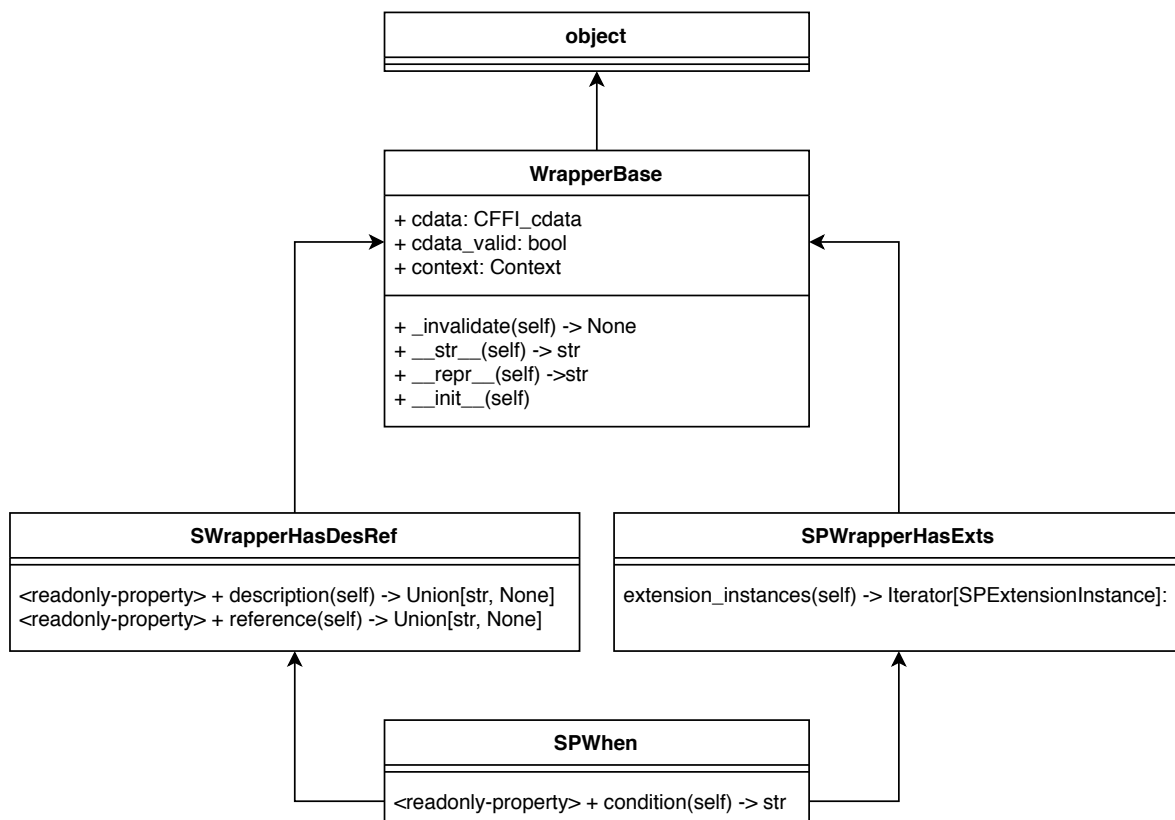 object
WrapperBase
+ cdata: CFFI_cdata
+ cdata_valid: bool
+ context: Context
+ _invalidate(self) -> None
+ __str__(self) -> str
+ __repr__(self) ->str
+ __init__(self)
SWrapperHasDesRef
<readonly-property> + description(self) -> Union[str, None]
<readonly-property> + reference(self) -> Union[str, None]
SPWrapperHasExts
extension_instances(self) -> Iterator[SPExtensionInstance]:
SPWhen
<readonly-property> + condition(self) -> str